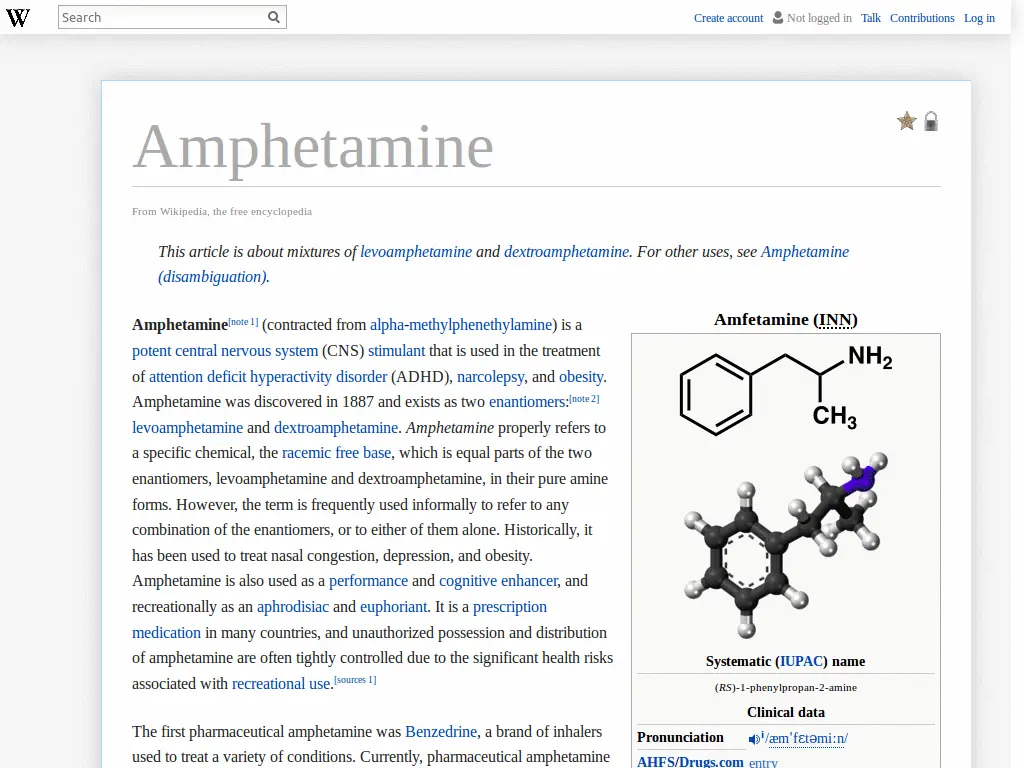 W
Search
Create account Not logged in Talk Contributions Log in
Amphetamine
From Wikipedia, the free encyclopedia
This article is about mixtures of levoamphetamine and dextroamphetamine. For other uses, see Amphetamine
(disambiguation).
Amphetamine[note 1] (contracted from alpha-methylphenethylamine) is a
potent central nervous system (CNS) stimulant that is used in the treatment
of attention deficit hyperactivity disorder (ADHD), narcolepsy, and obesity.
Amphetamine was discovered in 1887 and exists as two enantiomers:[note 2]
levoamphetamine and dextroamphetamine. Amphetamine properly refers to
a specific chemical, the racemic free base, which is equal parts of the two
enantiomers, levoamphetamine and dextroamphetamine, in their pure amine
forms. However, the term is frequently used informally to refer to any
combination of the enantiomers, or to either of them alone. Historically, it
has been used to treat nasal congestion, depression, and obesity.
Amphetamine is also used as a performance and cognitive enhancer, and
recreationally as an aphrodisiac and euphoriant. It is a prescription
medication in many countries, and unauthorized possession and distribution
of amphetamine are often tightly controlled due to the significant health risks
associated with recreational use.[sources 1]
The first pharmaceutical amphetamine was Benzedrine, a brand of inhalers
used to treat a variety of conditions. Currently, pharmaceutical amphetamine
Amfetamine (INN)
NH2
CH3
Systematic (IUPAC) name
(RS)-1-phenylpropan-2-amine
Clinical data
Pronunciation i/æmˈfɛtəmiːn/
AHFS/Drugs.com entry